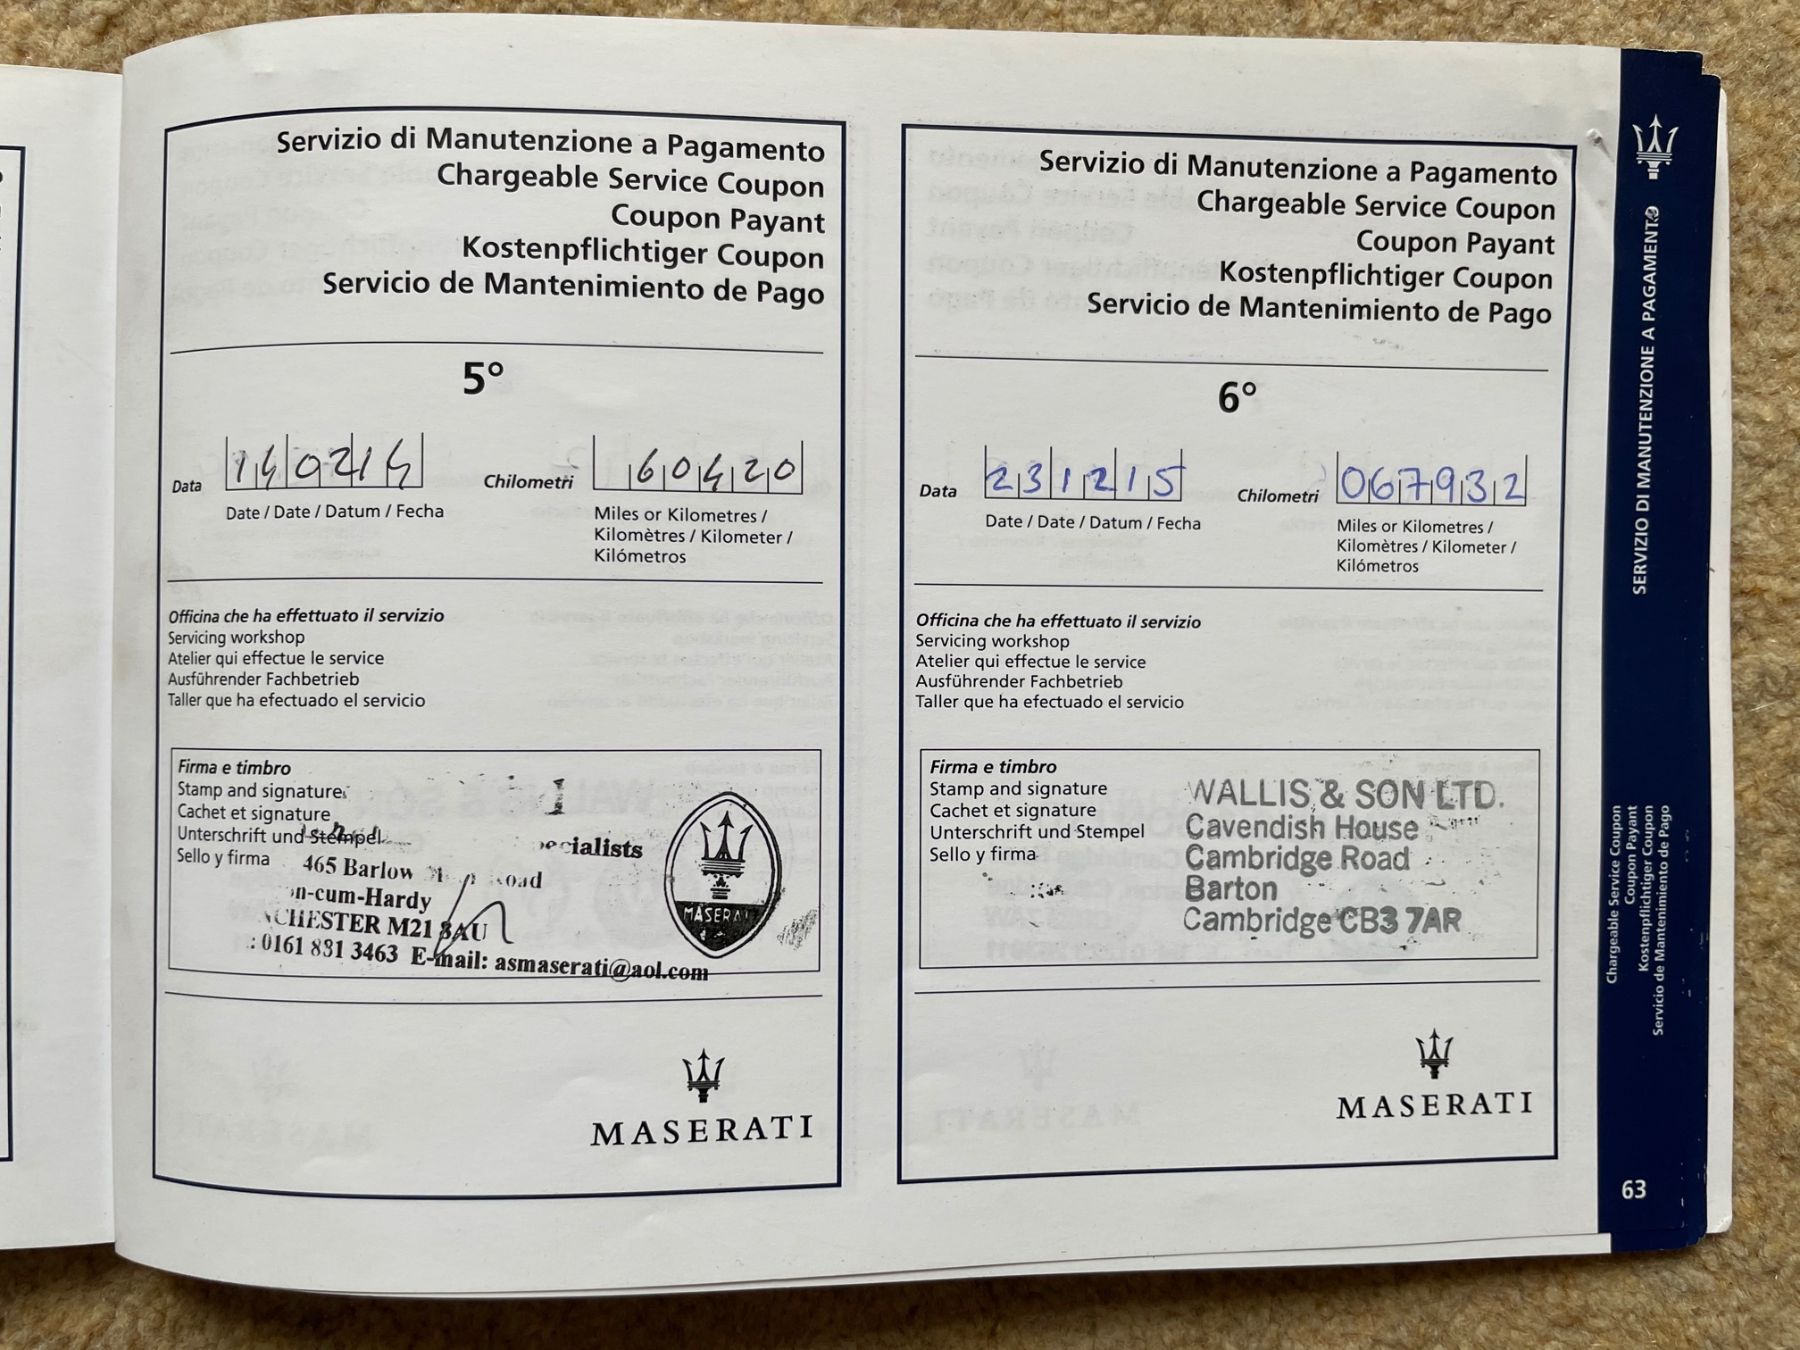 Servizio di Manutenzione a Pagamento
Chargeable Service Coupon
Coupon Payant
Kostenpflichtiger Coupon
Servicio de Mantenimiento de Pago
5°
Data 140214
Date / Date / Datum / Fecha
Chilometri 60420
Miles or Kilometres /
Kilomètres / Kilometer /
Kilómetros
Officina che ha effettuato il servizio
Servicing workshop
Atelier qui effectue le service
Ausführender Fachbetrieb
Taller que ha efectuado el servicio
Firma e timbro
Stamp and signature
Cachet et signature
Unterschrift und Stempel
Sello y firma
ecialists
465 Barlow oad
n-cum-Hardy
CHESTER M21 8AU
: 0161 881 3463 E-mail: asmaserati@aol.com
MASERATI
MASERATI
Servizio di Manutenzione a Pagamento
Chargeable Service Coupon
Coupon Payant
Kostenpflichtiger Coupon
Servicio de Mantenimiento de Pago
6°
Data 231215
Date / Date / Datum / Fecha
Chilometri 067932
Miles or Kilometres /
Kilomètres / Kilometer /
Kilómetros
Officina che ha effettuato il servizio
Servicing workshop
Atelier qui effectue le service
Ausführender Fachbetrieb
Taller que ha efectuado el servicio
Firma e timbro
Stamp and signature
Cachet et signature
Unterschrift und Stempel
Sello y firma
WALLIS & SON LTD.
Cavendish House
Cambridge Road
Barton
Cambridge CB3 7AR
MASERATI
SERVIZIO DI MANUTENZIONE A PAGAMENTO
Chargeable Service Coupon
Coupon Payant
Kostenpflichtiger Coupon
Servicio de Mantenimiento de Pago
63